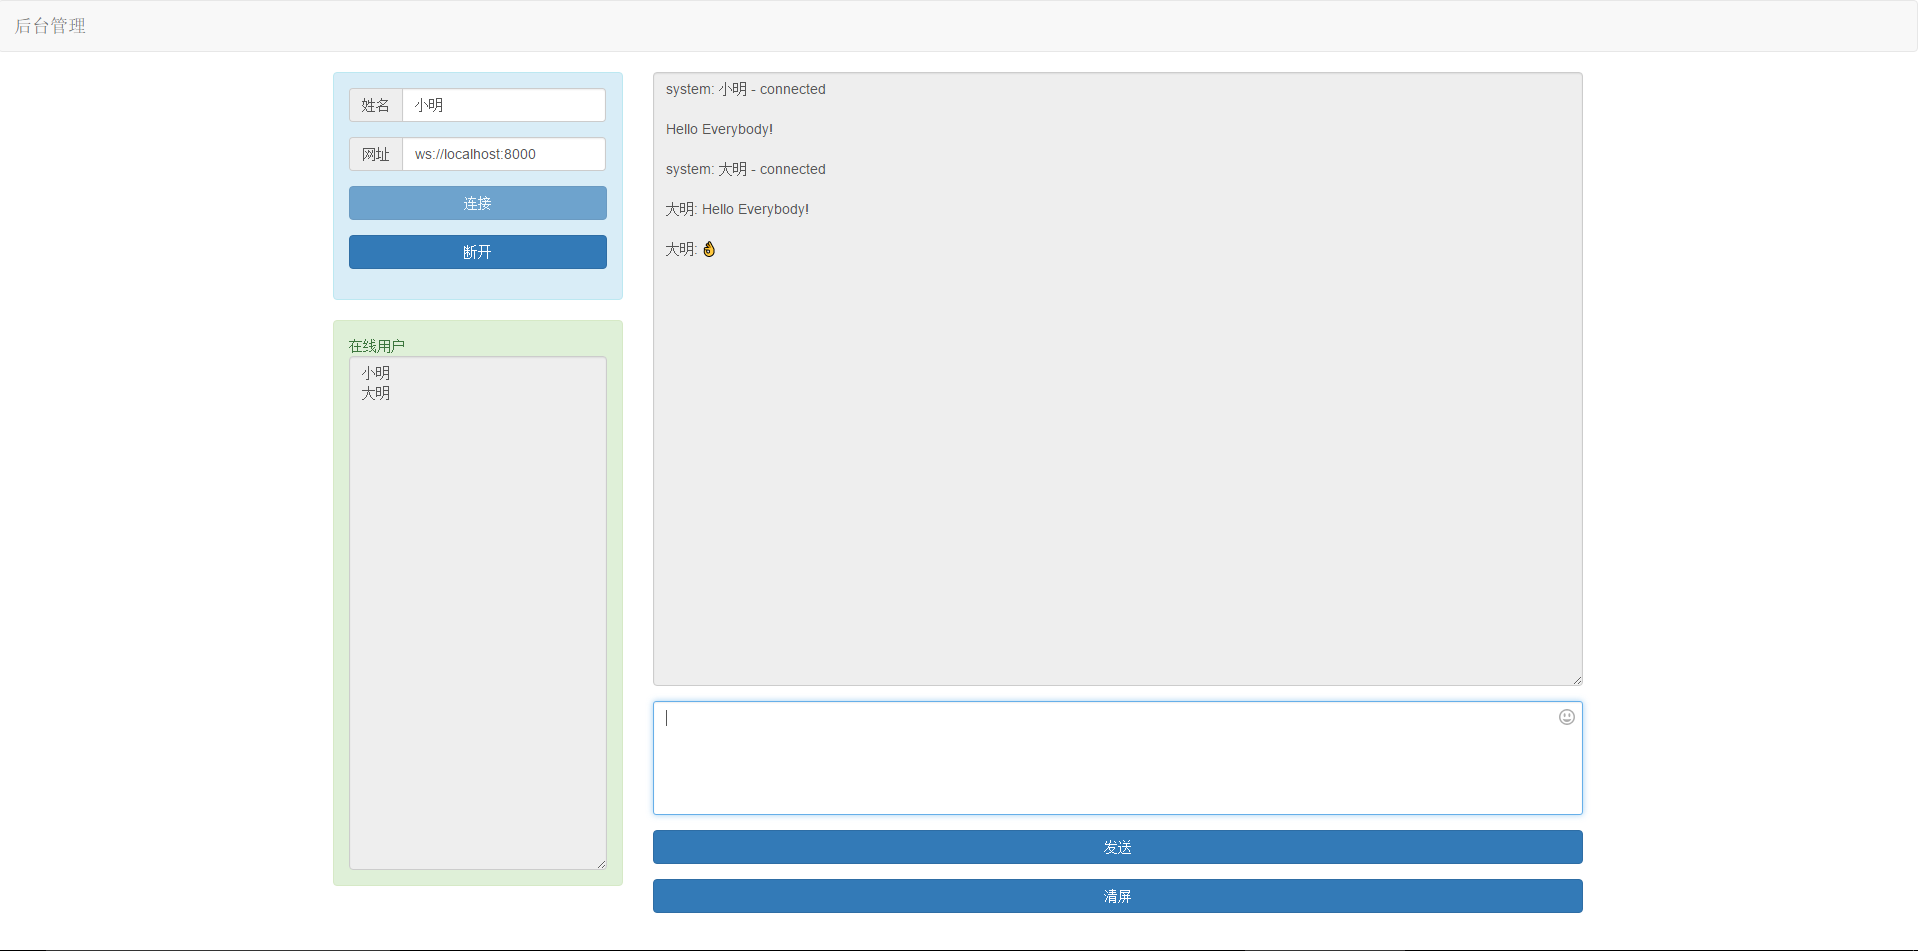 后台管理
姓名 小明
网址 ws://localhost:8000
连接
断开
在线用户
小明
大明
system: 小明 - connected
Hello Everybody!
system: 大明 - connected
大明: Hello Everybody!
大明: 👌
发送
清屏